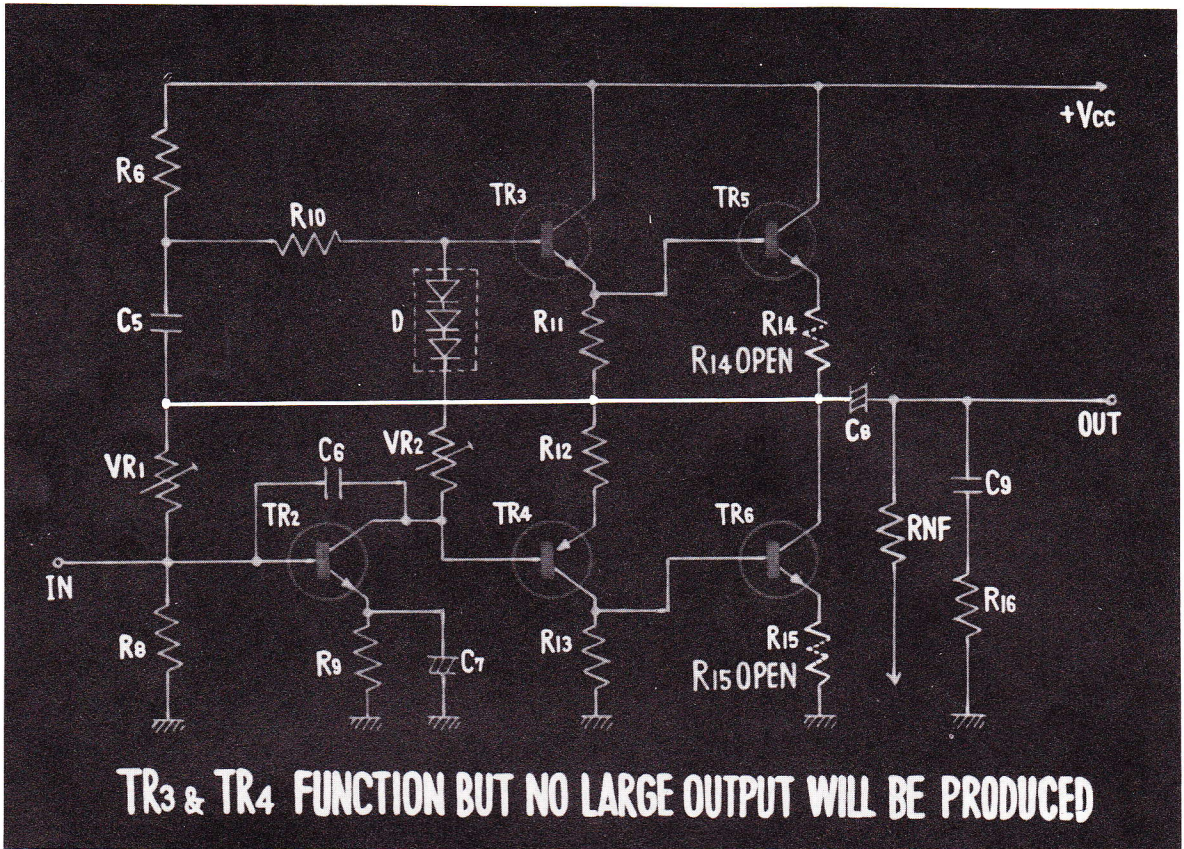 +Vcc
R6
R10
TR3
TR5
C5
D
R11
R14
R14 OPEN
C8
OUT
VR1
C6
VR2
R12
C9
TR2
TR4
TR6
RNF
IN
R8
R9
C7
R13
R15
R15 OPEN
R16
TR3 & TR4 FUNCTION BUT NO LARGE OUTPUT WILL BE PRODUCED